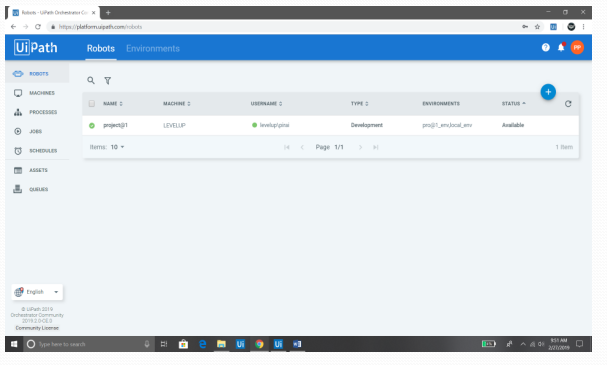 Robots - UiPath Orchestrator Co
https://platform.uipath.com/robots
UiPath
Robots Environments
PP
ROBOTS
MACHINES
PROCESSES
JOBS
SCHEDULES
ASSETS
QUEUES
NAME MACHINE USERNAME TYPE ENVIRONMENTS STATUS
project@1 LEVELUP levelup\pinsi Development proj@1_env,local_env Available
Items: 10 Page 1/1 1 Item
English
© UiPath 2019
Orchestrator Community
2019.2.0-CE.0
Community License
Type here to search
9:51 AM
2/27/2019